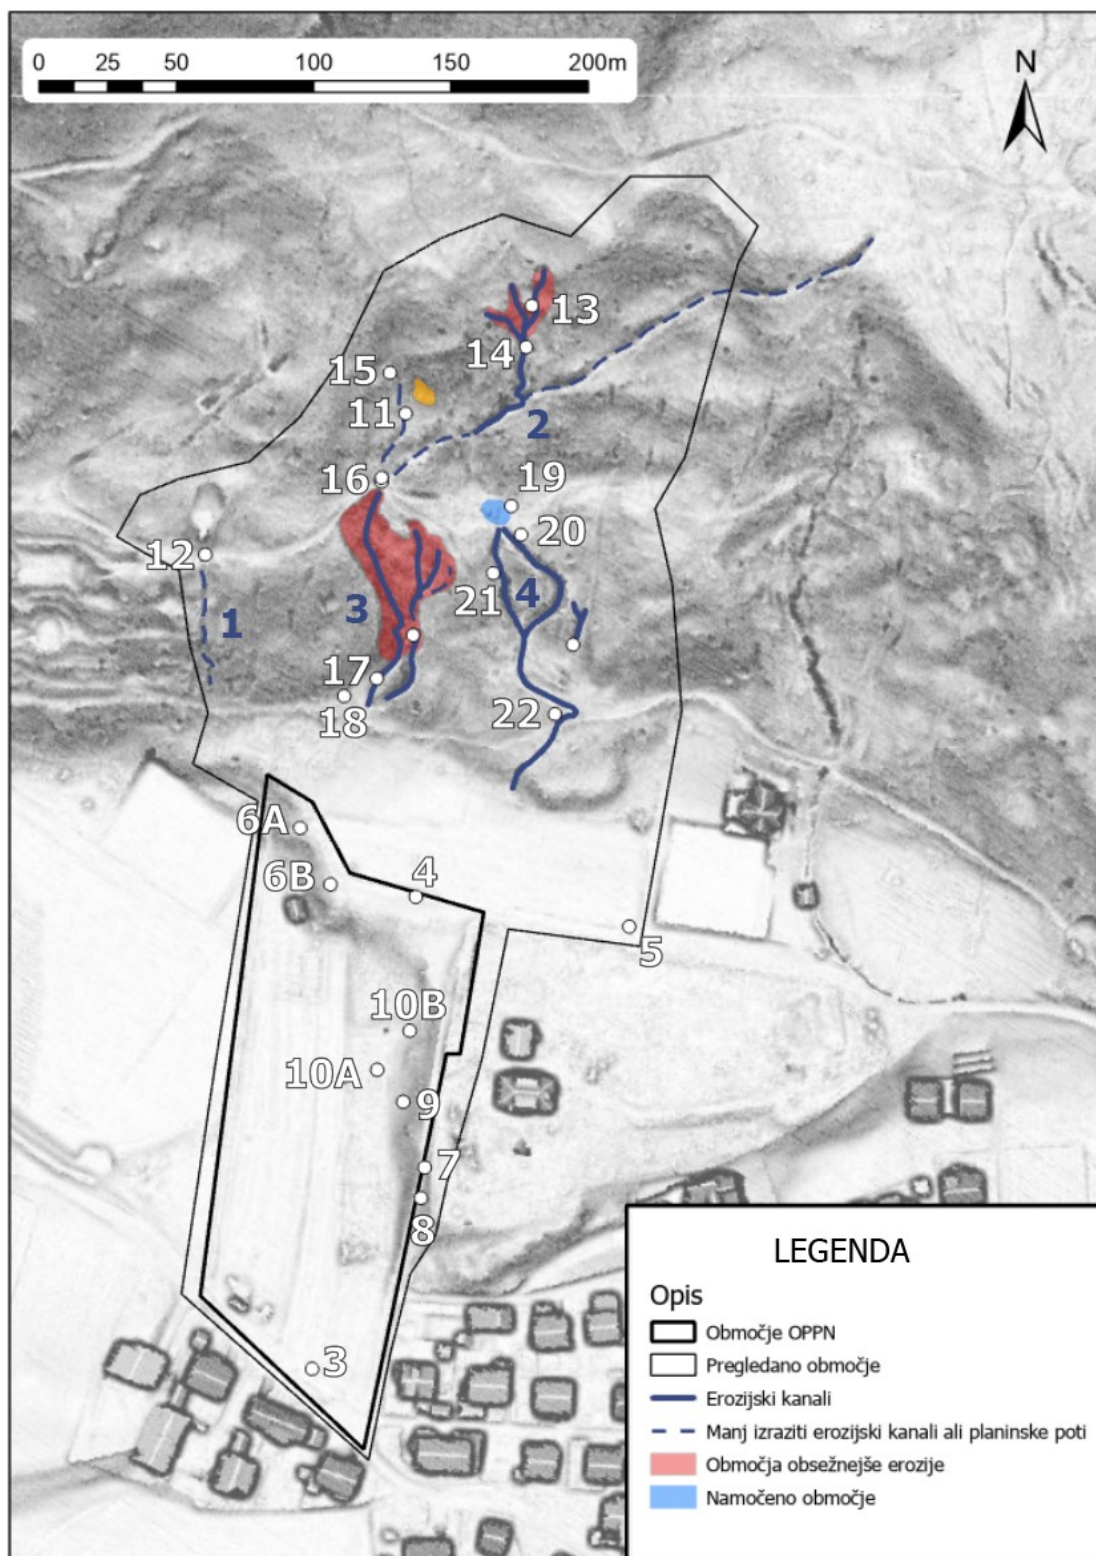 0 25 50 100 150 200m
N
13
14
15
11
2
16
19
20
12
21
4
1
3
17
18
22
6A
6B
4
5
10B
10A
9
7
8
3
LEGENDA
Opis
Območje OPPN
Pregledano območje
Erozijski kanali
Manj izraziti erozijski kanali ali planinske poti
Območja obsežnejše erozije
Namočeno območje